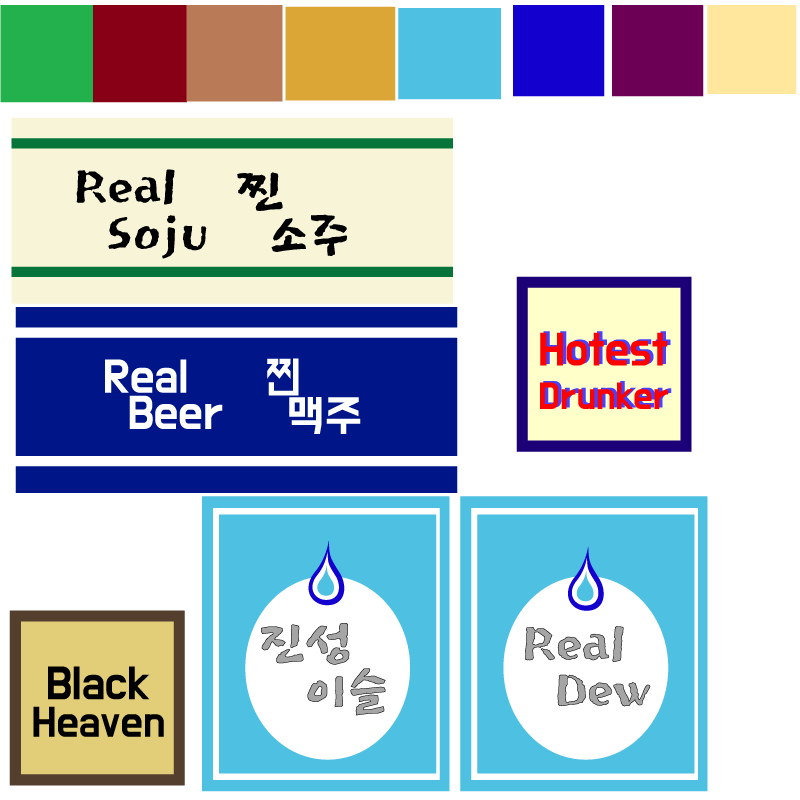 Real 찐
Soju 소주
Real 찐
Beer 맥주
Hotest
Drunker
진성
이슬
Real
Dew
Black
Heaven